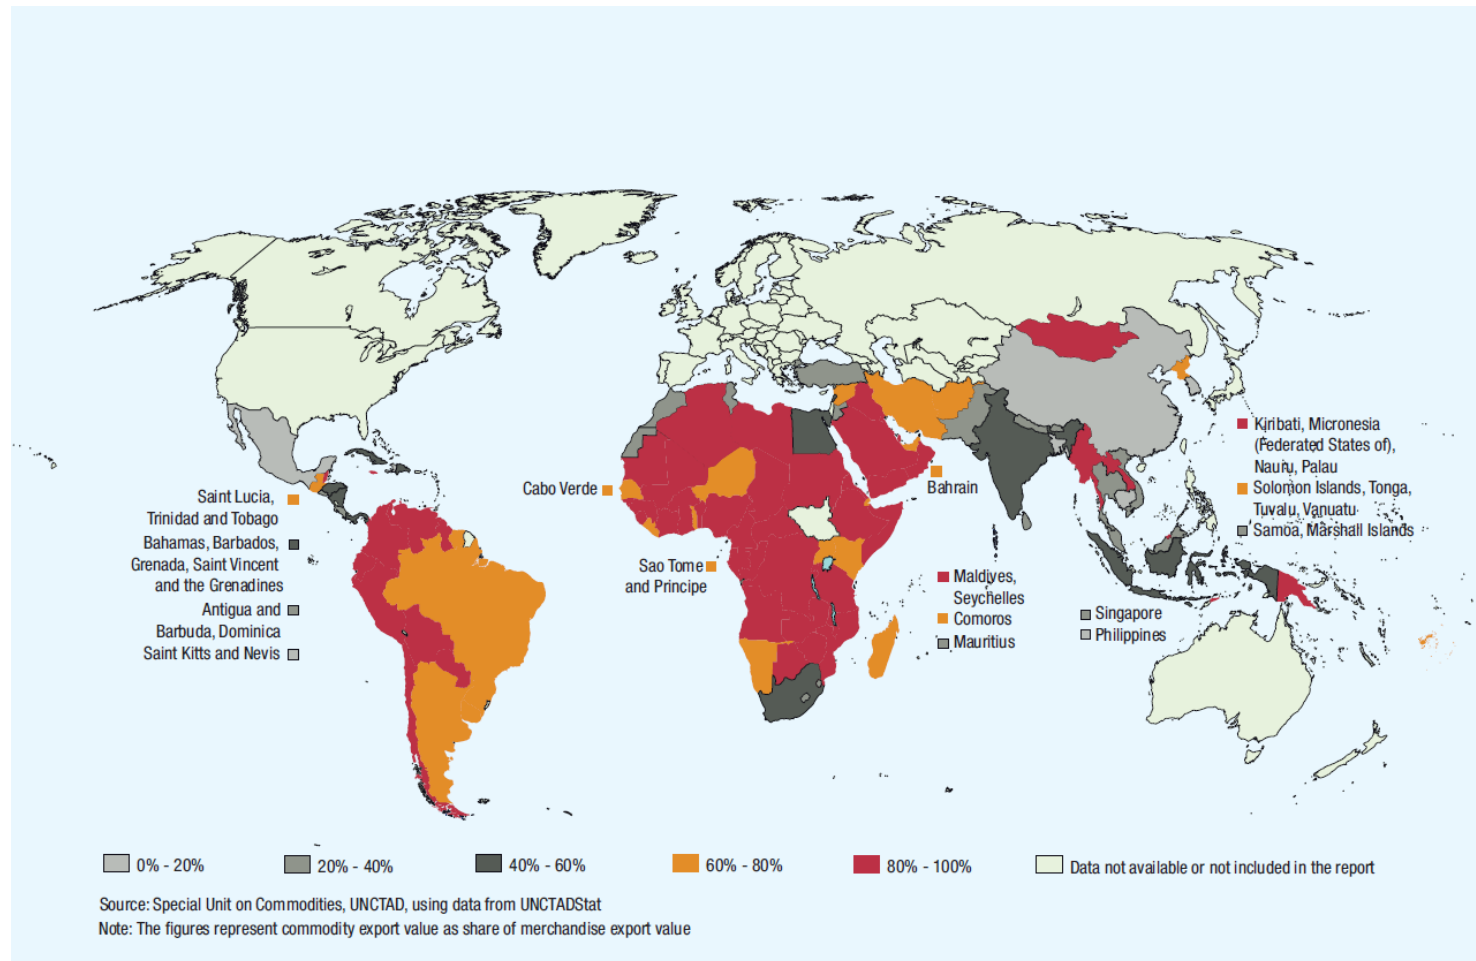 Saint Lucia,
Trinidad and Tobago
Bahamas, Barbados,
Grenada, Saint Vincent
and the Grenadines
Antigua and
Barbuda, Dominica
Saint Kitts and Nevis
Cabo Verde
Sao Tome
and Principe
Bahrain
Maldives,
Seychelles
Comoros
Mauritius
Singapore
Philippines
Kiribati, Micronesia
(Federated States of),
Nauru, Palau
Solomon Islands, Tonga,
Tuvalu, Vanuatu
Samoa, Marshall Islands
0% - 20%
20% - 40%
40% - 60%
60% - 80%
80% - 100%
Data not available or not included in the report
Source: Special Unit on Commodities, UNCTAD, using data from UNCTADStat
Note: The figures represent commodity export value as share of merchandise export value